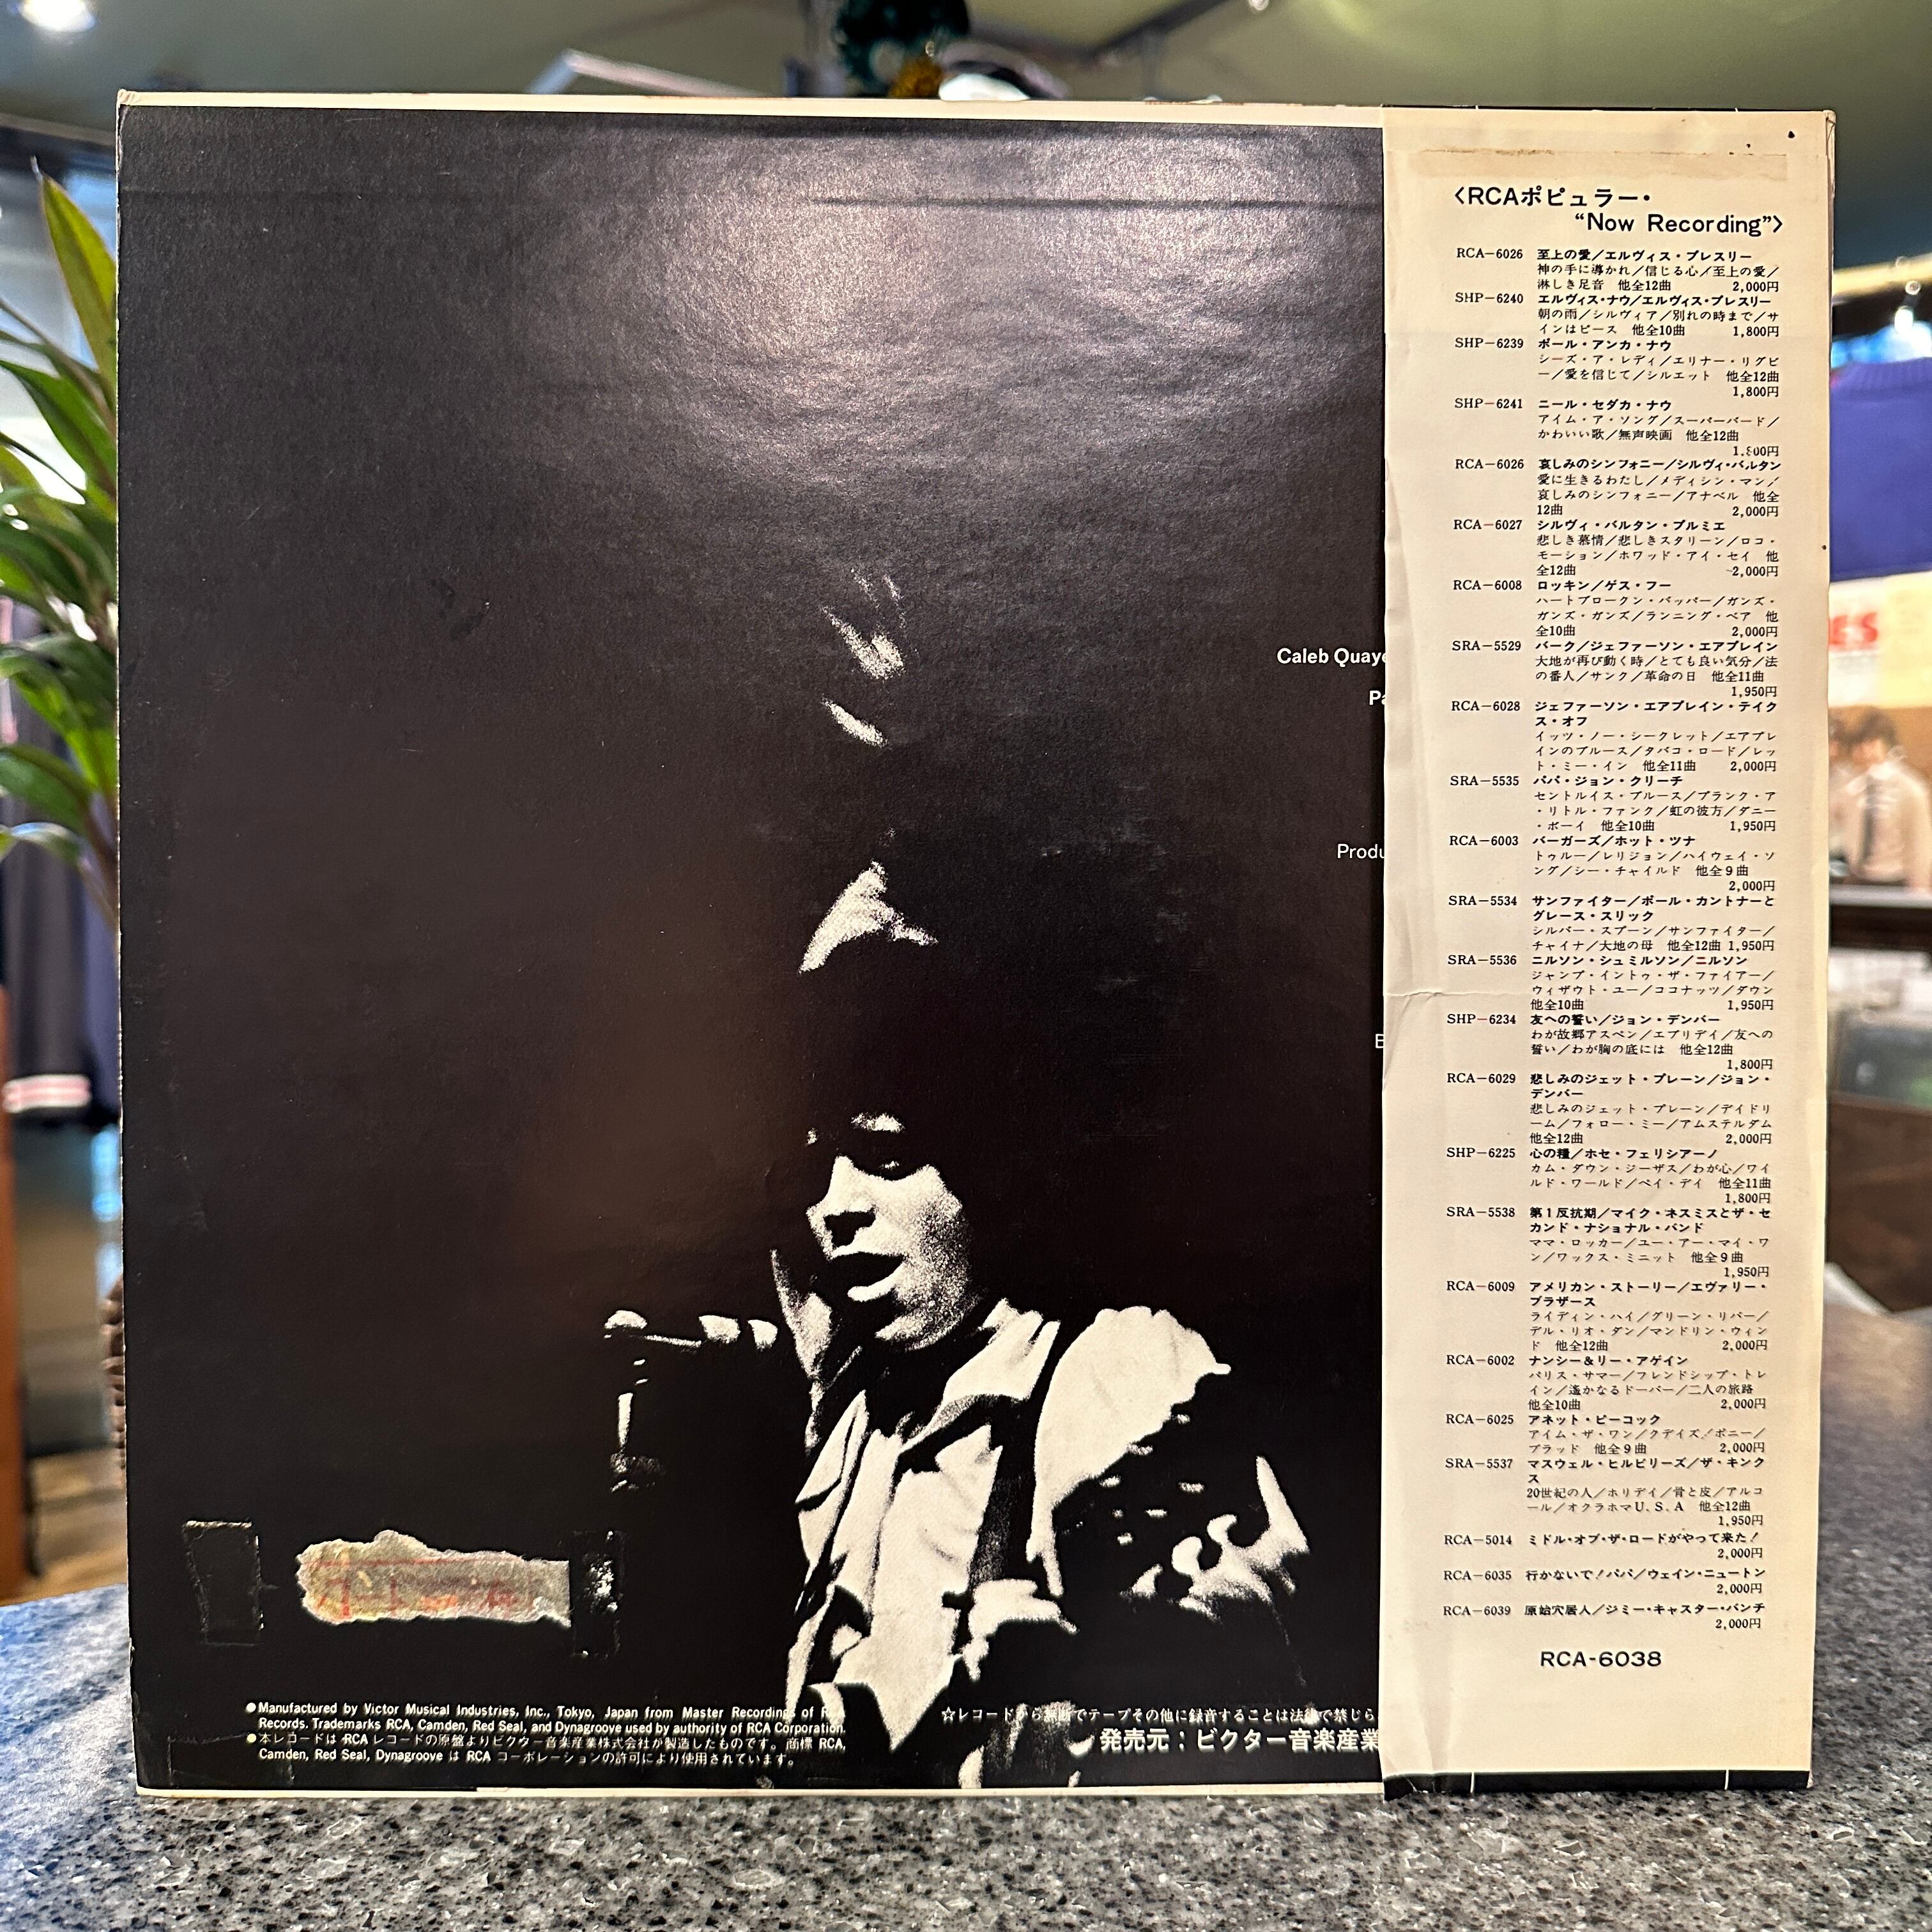 Caleb Quaye
Pa
Produ
B
●Manufactured by Victor Musical Industries, Inc., Tokyo, Japan from Master Recordings of RCA
Records. Trademarks RCA, Camden, Red Seal, and Dynagroove used by authority of RCA Corporation.
●本レコードは RCA レコードの原盤よりビクター音楽産業株式会社が製造したものです。商標 RCA,
Camden, Red Seal, Dynagroove は RCA コーポレーションの許可により使用されています。
☆レコードから無断でテープその他に録音することは法律で禁じら
発売元：ビクター音楽産業
〈RCAポピュラー・
“Now Recording”〉
RCA-6026 至上の愛／エルヴィス・プレスリー
神の手に導かれ／信じる心／至上の愛／
淋しき足音 他全12曲 2,000円
SHP-6240 エルヴィス・ナウ／エルヴィス・プレスリー
朝の雨／シルヴィア／別れの時まで／サ
インはピース 他全10曲 1,800円
SHP-6239 ポール・アンカ・ナウ
シーズ・ア・レディ／エリナー・リグビ
ー／愛を信じて／シルエット 他全12曲
1,800円
SHP-6241 ニール・セダカ・ナウ
アイム・ア・ソング／スーパーバード／
かわいい歌／無声映画 他全12曲
1,800円
RCA-6026 哀しみのシンフォニー／シルヴィ・バルタン
愛に生きるわたし／メディシン・マン／
哀しみのシンフォニー／アナベル 他全
12曲 2,000円
RCA-6027 シルヴィ・バルタン・プルミエ
悲しき慕情／悲しきスクリーン／ロコ・
モーション／ホワッド・アイ・セイ 他
全12曲 2,000円
RCA-6008 ロッキン／ゲス・フー
ハートブロークン・バッパー／ガンズ・
ガンズ・ガンズ／ランニング・ベア 他
全10曲 2,000円
SRA-5529 バーク／ジェファーソン・エアプレイン
大地が再び動く時／とても良い気分／法
の番人／サンク／革命の日 他全11曲
1,950円
RCA-6028 ジェファーソン・エアプレイン・テイク
ス・オフ
イッツ・ノー・シークレット／エアプレ
インのブルース／タバコ・ロード／レッ
ト・ミー・イン 他全11曲 2,000円
SRA-5535 パパ・ジョン・クリーチ
セントルイス・ブルース／プランク・ア
・リトル・ファンク／虹の彼方／ダニー
・ボーイ 他全10曲 1,950円
RCA-6003 バーガーズ／ホット・ツナ
トゥルー／レリジョン／ハイウェイ・ソ
ング／シー・チャイルド 他全9曲
2,000円
SRA-5534 サンファイター／ポール・カントナーと
グレース・スリック
シルバー・スプーン／サンファイター／
チャイナ／大地の母 他全12曲 1,950円
SRA-5536 ニルソン・シュミルソン／ニルソン
ジャンプ・イントゥ・ザ・ファイアー／
ウィザウト・ユー／ココナッツ／ダウン
他全10曲 1,950円
SHP-6234 友への誓い／ジョン・デンバー
わが故郷アスペン／エブリデイ／友への
誓い／わが胸の底には 他全12曲
1,800円
RCA-6029 悲しみのジェット・プレーン／ジョン・
デンバー
悲しみのジェット・プレーン／デイドリ
ーム／フォロー・ミー／アムステルダム
他全12曲 2,000円
SHP-6225 心の糧／ホセ・フェリシアーノ
カム・ダウン・ジーザス／わが心／ワイ
ルド・ワールド／ペイ・デイ 他全11曲
1,800円
SRA-5538 第1反抗期／マイク・ネスミスとザ・セ
カンド・ナショナル・バンド
ママ・ロッカー／ユー・アー・マイ・ワ
ン／ワックス・ミニット 他全9曲
1,950円
RCA-6009 アメリカン・ストーリー／エヴァリー・
ブラザース
ライディン・ハイ／グリーン・リバー／
デル・リオ・ダン／マンドリン・ウィン
ド 他全12曲 2,000円
RCA-6002 ナンシー＆リー・アゲイン
パリス・サマー／フレンドシップ・トレ
イン／遙かなるドーバー／二人の旅路
他全10曲 2,000円
RCA-6025 アネット・ピーコック
アイム・ザ・ワン／クデイズ／ポニー／
ブラッド 他全9曲 2,000円
SRA-5537 マスウェル・ヒルビリーズ／ザ・キンク
ス
20世紀の人／ホリデイ／骨と皮／アルコ
ール／オクラホマU.S.A 他全12曲
1,950円
RCA-5014 ミドル・オブ・ザ・ロードがやって来た！
2,000円
RCA-6035 行かないで！パパ／ウェイン・ニュートン
2,000円
RCA-6039 原始穴居人／ジミー・キャスター・バンチ
2,000円
RCA-6038